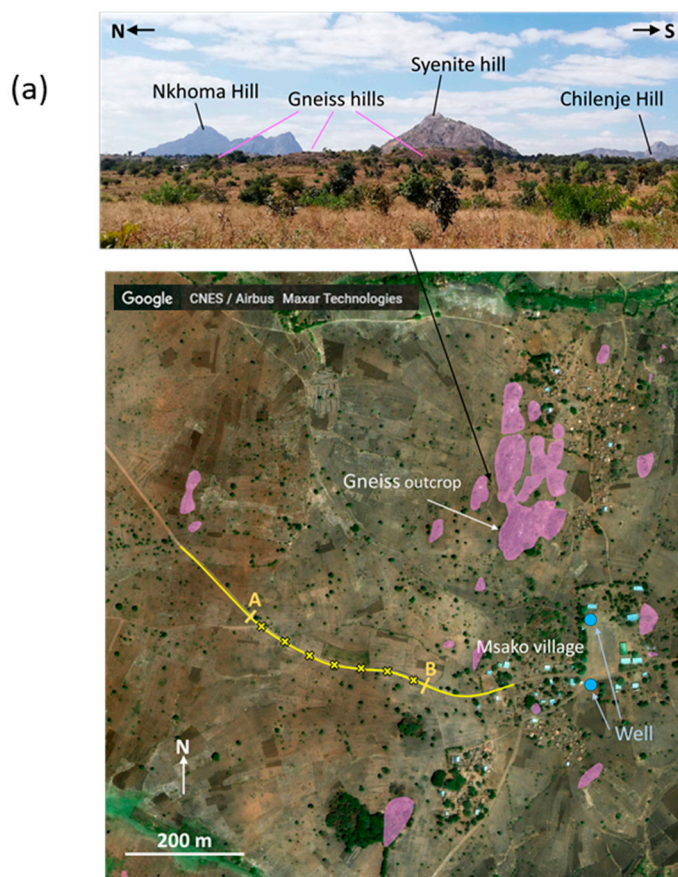 (a)
N
S
Syenite hill
Nkhoma Hill
Gneiss hills
Chilenje Hill
Google CNES / Airbus Maxar Technologies
Gneiss outcrop
A
B
Msako village
Well
N
200 m